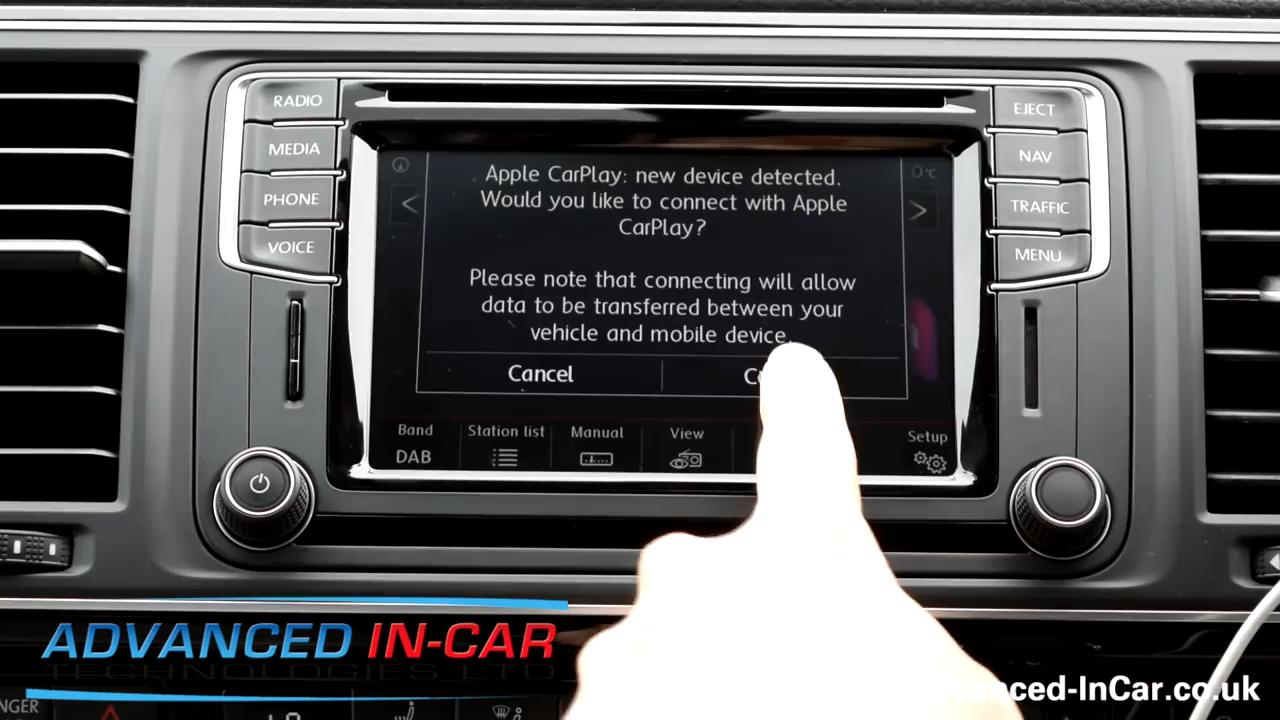 RADIO
MEDIA
PHONE
VOICE
EJECT
NAV
TRAFFIC
MENU
0°C
Apple CarPlay: new device detected.
Would you like to connect with Apple
CarPlay?
Please note that connecting will allow
data to be transferred between your
vehicle and mobile device.
Cancel
Band
DAB
Station list
Manual
View
Setup
ADVANCED IN-CAR
TECHNOLOGIES LTD
-InCar.co.uk